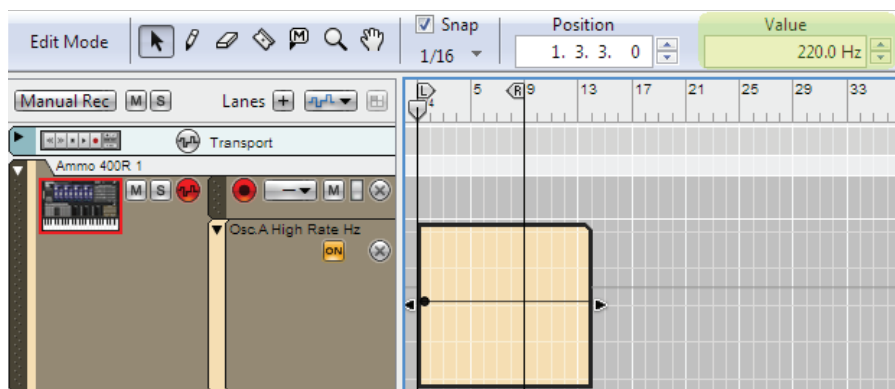 Snap Position Value
Edit Mode M
1/16 1. 3. 3. 0 220.0 Hz
Manual Rec M S Lanes + L 5 R 9 13 17 21 25 29 33
4
Transport
Ammo 400R 1
M S M
Osc.A High Rate Hz
ON